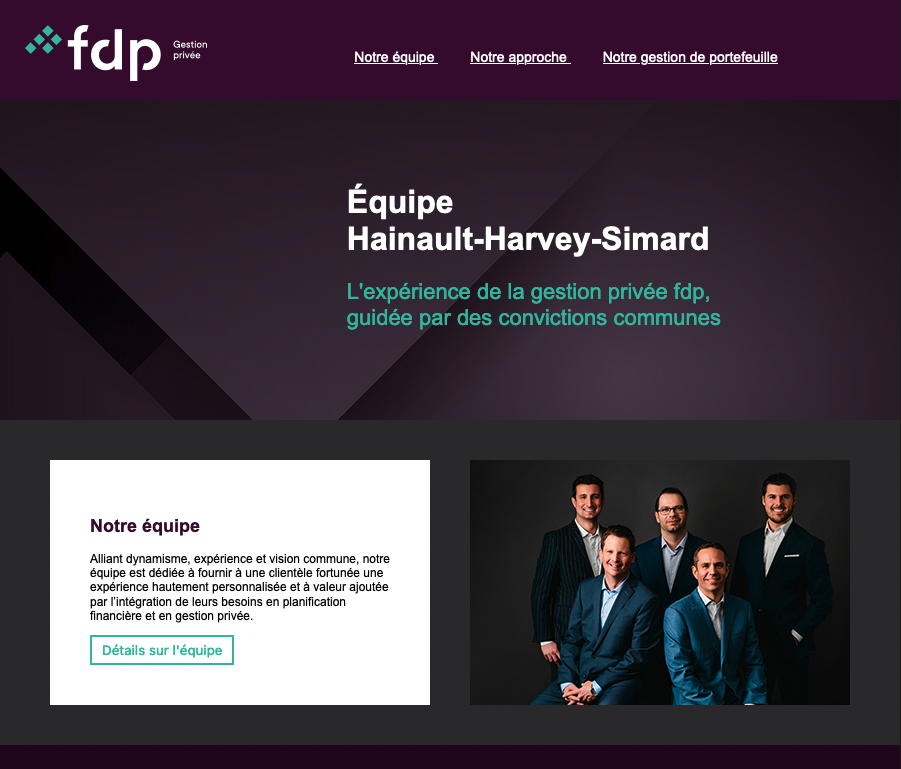 fdp
Gestion
privée
Notre équipe
Notre approche
Notre gestion de portefeuille
Équipe
Hainault-Harvey-Simard
L'expérience de la gestion privée fdp,
guidée par des convictions communes
Notre équipe
Alliant dynamisme, expérience et vision commune, notre
équipe est dédiée à fournir à une clientèle fortunée une
expérience hautement personnalisée et à valeur ajoutée
par l’intégration de leurs besoins en planification
financière et en gestion privée.
Détails sur l'équipe